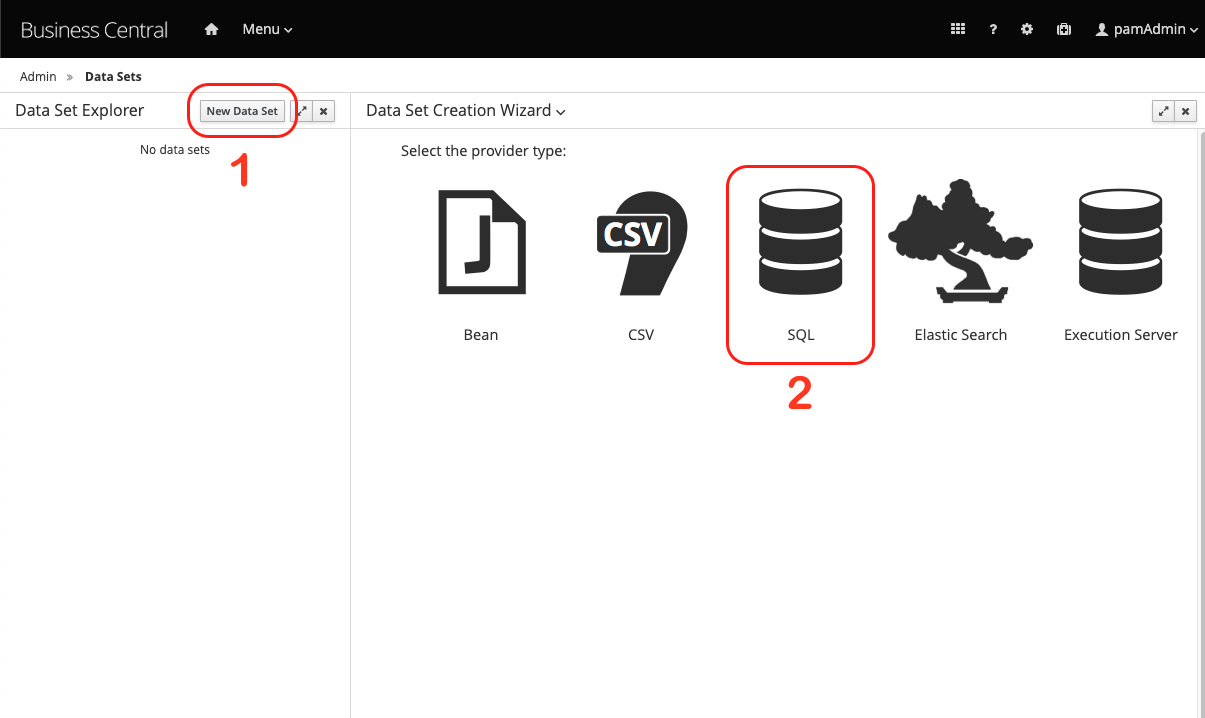 Business Central Menu ? pamAdmin
Admin » Data Sets
Data Set Explorer New Data Set Data Set Creation Wizard
No data sets
1
Select the provider type:
J
CSV
Bean CSV SQL Elastic Search Execution Server
2